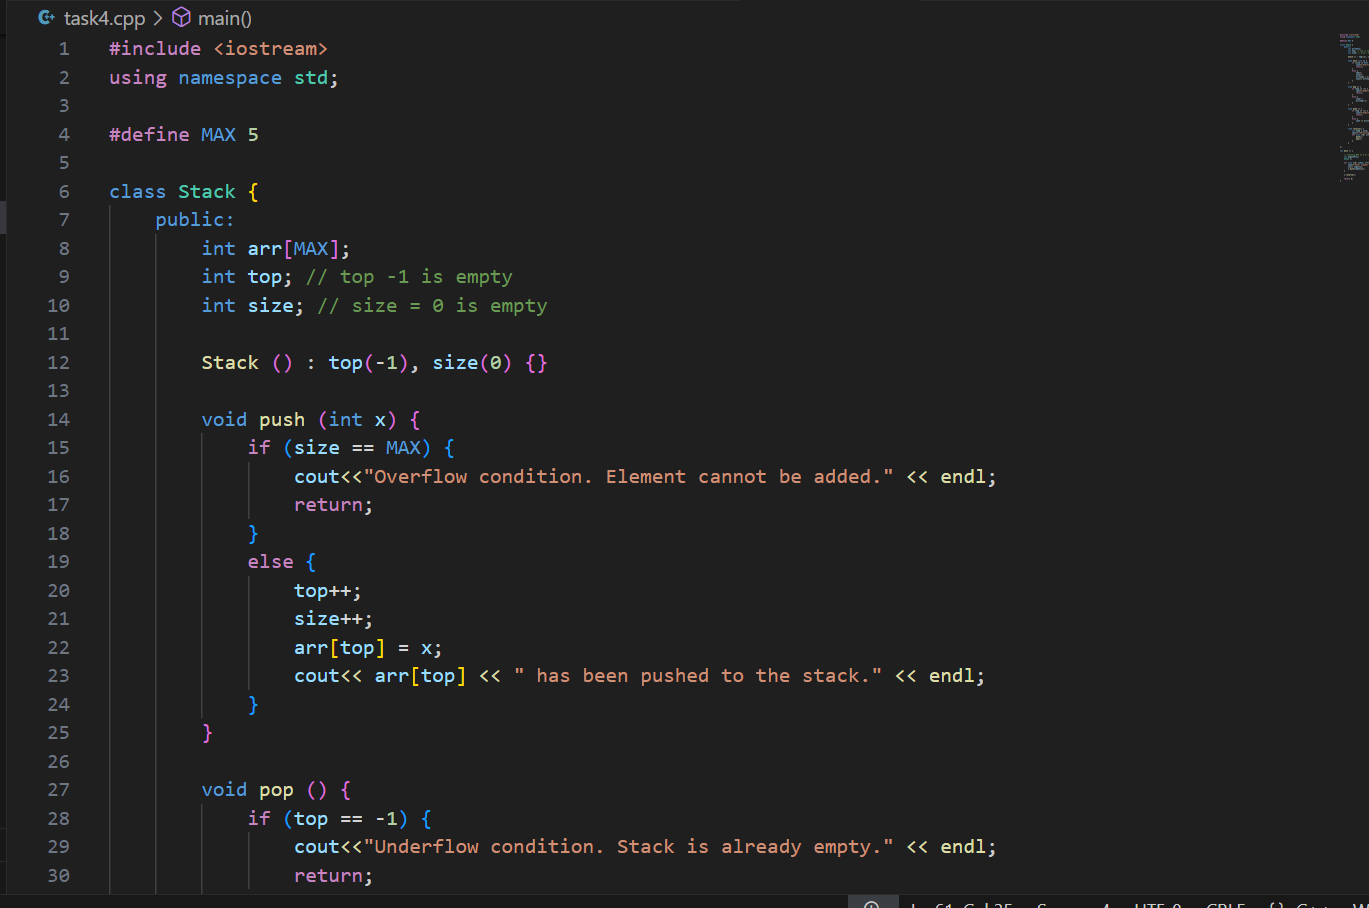 task4.cpp > main()
1 #include <iostream>
2 using namespace std;
3
4 #define MAX 5
5
6 class Stack {
7 public:
8 int arr[MAX];
9 int top; // top -1 is empty
10 int size; // size = 0 is empty
11
12 Stack () : top(-1), size(0) {}
13
14 void push (int x) {
15 if (size == MAX) {
16 cout<<"Overflow condition. Element cannot be added." << endl;
17 return;
18 }
19 else {
20 top++;
21 size++;
22 arr[top] = x;
23 cout<< arr[top] << " has been pushed to the stack." << endl;
24 }
25 }
26
27 void pop () {
28 if (top == -1) {
29 cout<<"Underflow condition. Stack is already empty." << endl;
30 return;